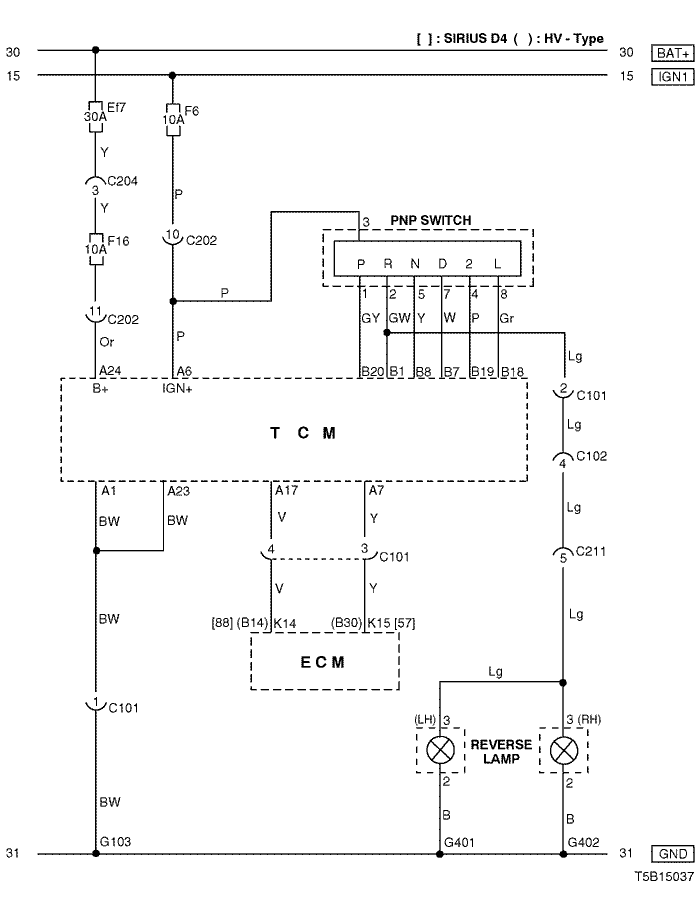 [ ] : SIRIUS D4 ( ) : HV - Type
30 30 BAT+
15 15 IGN1
Ef7
30A
F6
10A
Y
C204
3
P
Y
3 PNP SWITCH
10 C202
F16
10A
P R N D 2 L
P
1 2 5 7 4 8
11
C202
GY GW Y W P Gr
Or
P
Lg
A24 A6 B20 B1 B8 B7 B19 B18
B+ IGN+
2 C101
Lg
T C M
C102
4
A1 A23 A17 A7
Lg
BW BW V Y
4 3 C101
C211
5
V Y
BW
Lg
[88] (B14) K14 (B30) K15 [57]
E C M
Lg
1 C101
(LH) 3 3 (RH)
REVERSE
LAMP
2 2
BW
B B
G103 G401 G402
31 31 GND
T5B15037